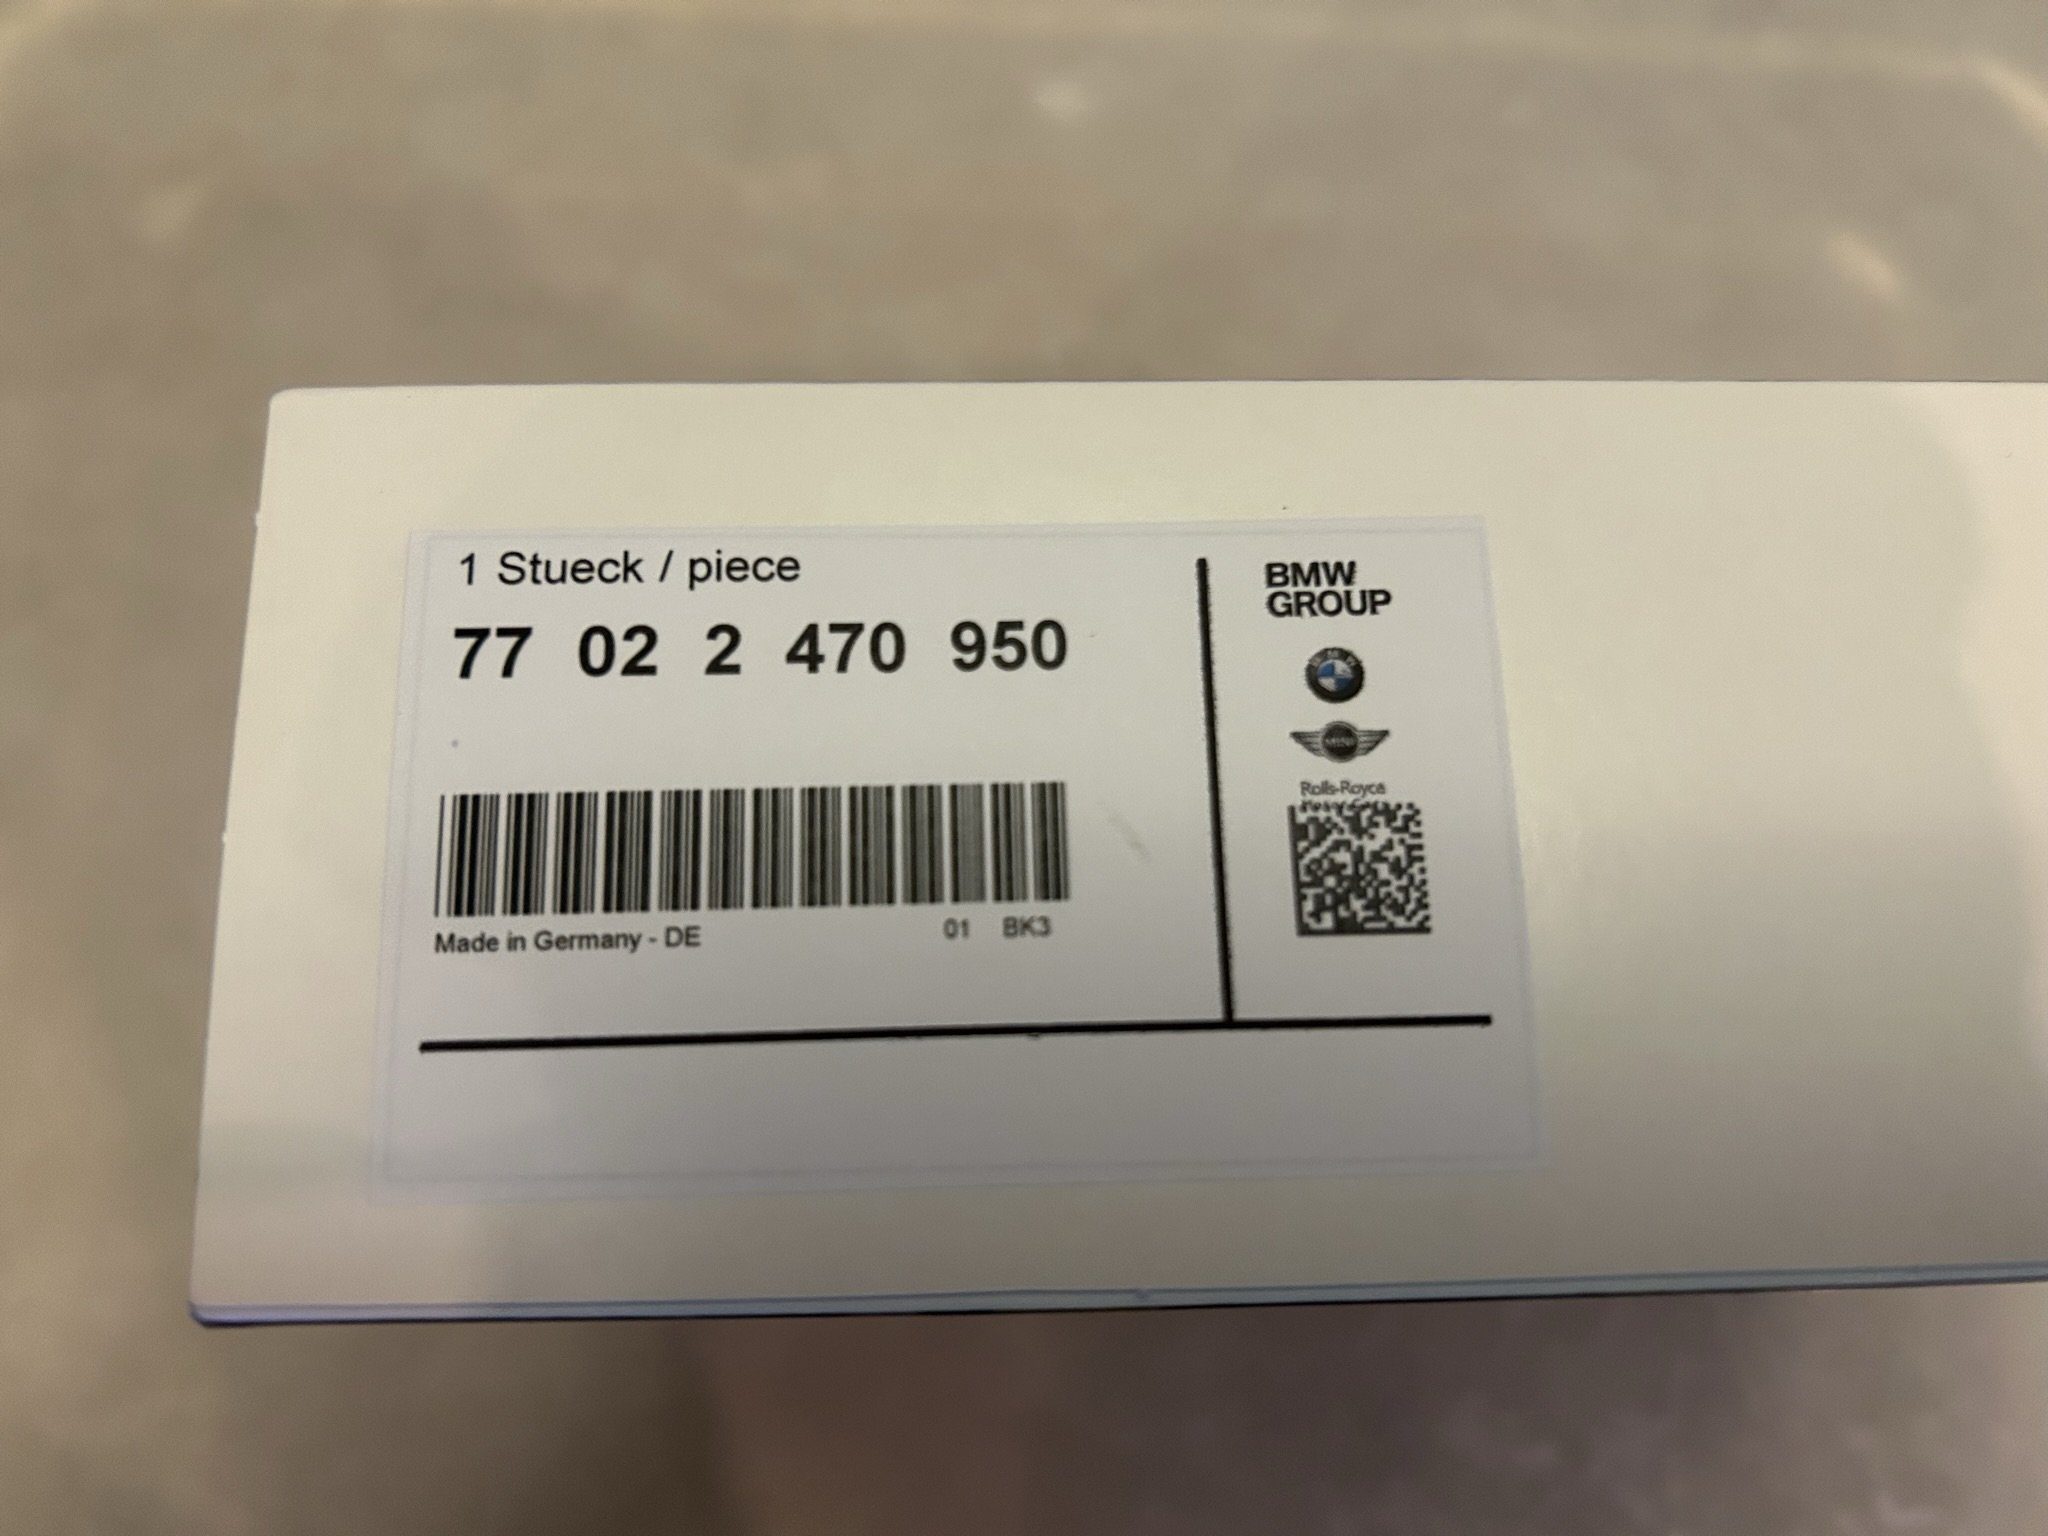 1 Stueck / piece
77 02 2 470 950
Made in Germany - DE
01 BK3
BMW
GROUP
Rolls-Royce